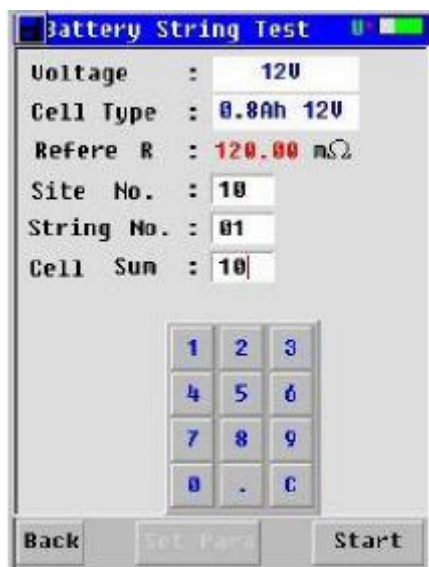 Battery String Test U
Voltage : 12V
Cell Type : 0.8Ah 12V
Refere R : 120.00 mΩ
Site No. : 10
String No. : 01
Cell Sum : 10
1 2 3
4 5 6
7 8 9
0 . C
Back Set Para Start